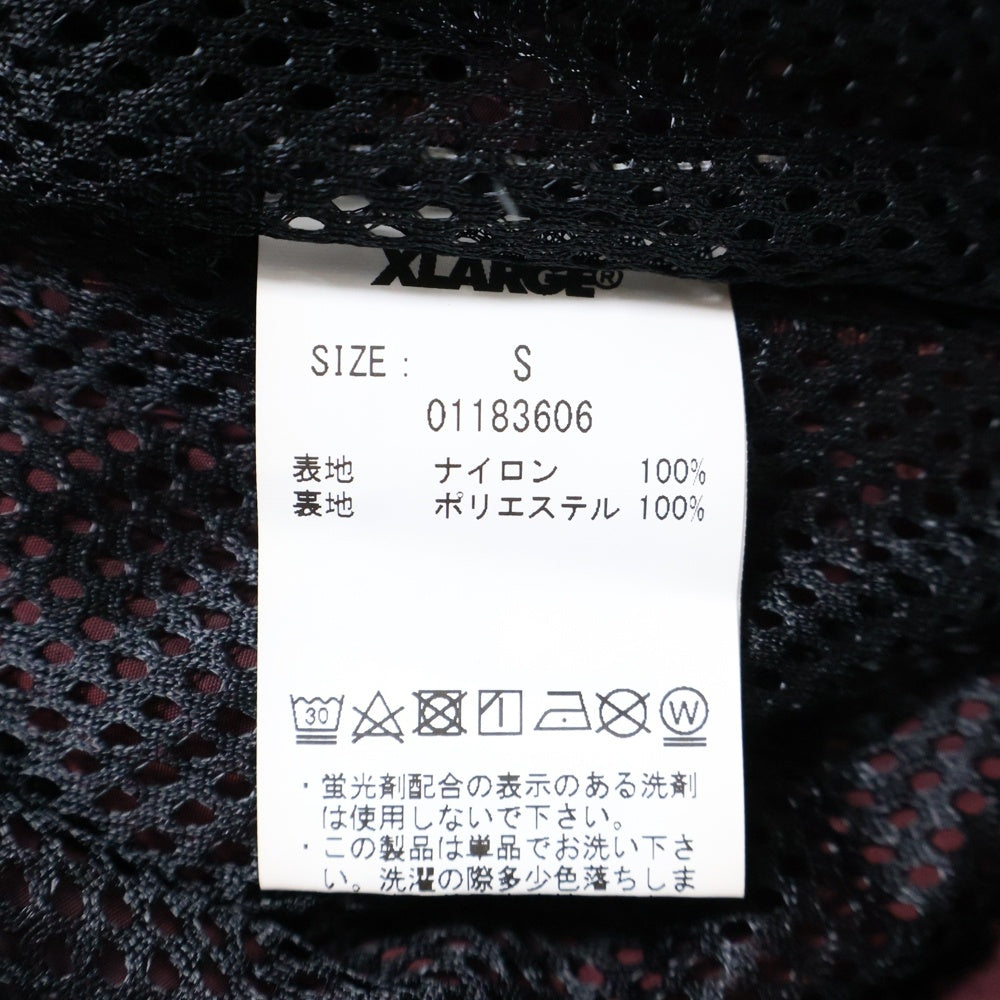 XLARGE®
SIZE : S
01183606
表地 ナイロン 100%
裏地 ポリエステル 100%
30 W
・蛍光剤配合の表示のある洗剤
は使用しないで下さい。
・この製品は単品でお洗い下さ
い。洗濯の際多少色落ちしま